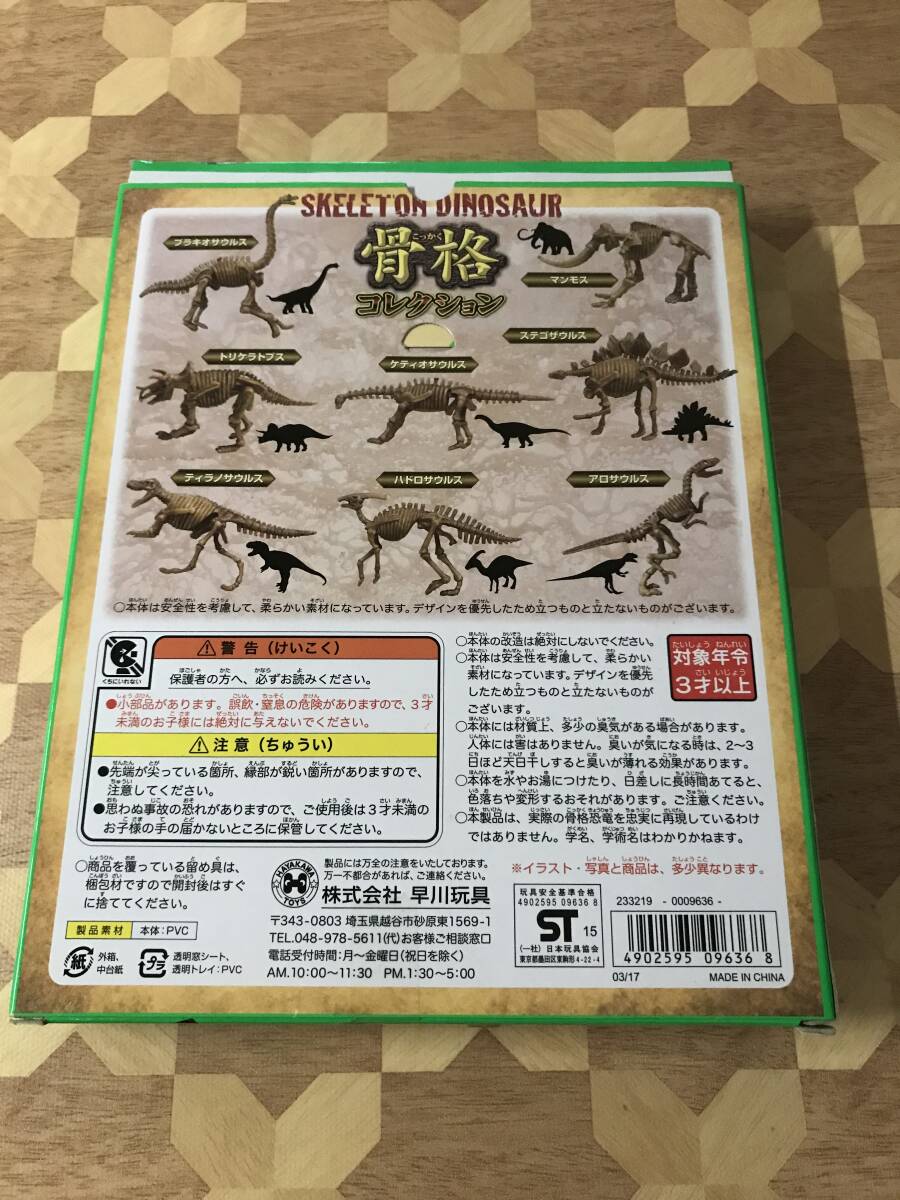 SKELETON DINOSAUR
こっかく
骨格
コレクション
ブラキオサウルス
マンモス
トリケラトプス
ケティオサウルス
ステゴザウルス
ティラノサウルス
ハドロサウルス
アロサウルス
○本体は安全性を考慮して、柔らかい素材になっています。デザインを優先したため立つものと立たないものがございます。
くちにいれない
⚠警告(けいこく)
保護者の方へ、必ずお読みください。
●小部品があります。誤飲・窒息の危険がありますので、3才
未満のお子様には絶対に与えないでください。
⚠注意(ちゅうい)
●先端が尖っている箇所、縁部が鋭い箇所がありますので、
注意してください。
●思わぬ事故の恐れがありますので、ご使用後は3才未満の
お子様の手の届かないところに保管してください。
○商品を覆っている留め具は、
梱包材ですので開封後はすぐ
に捨ててください。
製品素材 本体:PVC
紙 外箱、
中台紙
プラ 透明窓シート、
透明トレイ:PVC
○本体の改造は絶対にしないでください。
○本体は安全性を考慮して、柔らかい
素材になっています。デザインを優先
したため立つものと立たないものが
ございます。
対象年令
3才以上
○本体には材質上、多少の臭気がある場合があります。
人体には害はありません。臭いが気になる時は、2~3
日ほど天日干しすると臭いが薄れる効果があります。
○本体を水やお湯につけたり、日差しに長時間あてると、
色落ちや変形するおそれがあります。ご注意ください。
○本製品は、実際の骨格恐竜を忠実に再現しているわけ
ではありません。学名、学術名はわかりかねます。
※イラスト・写真と商品は、多少異なります。
製品には万全の注意をいたしております。
万一不都合があれば、ご連絡ください。
HAYAKAWA
TOYS
株式会社 早川玩具
〒343-0803 埼玉県越谷市砂原東1569-1
TEL.048-978-5611(代)お客様ご相談窓口
電話受付時間:月~金曜日(祝日を除く)
AM.10:00~11:30 PM.1:30~5:00
玩具安全基準合格
4902595 09636 8
ST 15
(一社)日本玩具協会
東京都墨田区東駒形4-22-4
233219 - 0009636 -
4 902595 096368
03/17 MADE IN CHINA